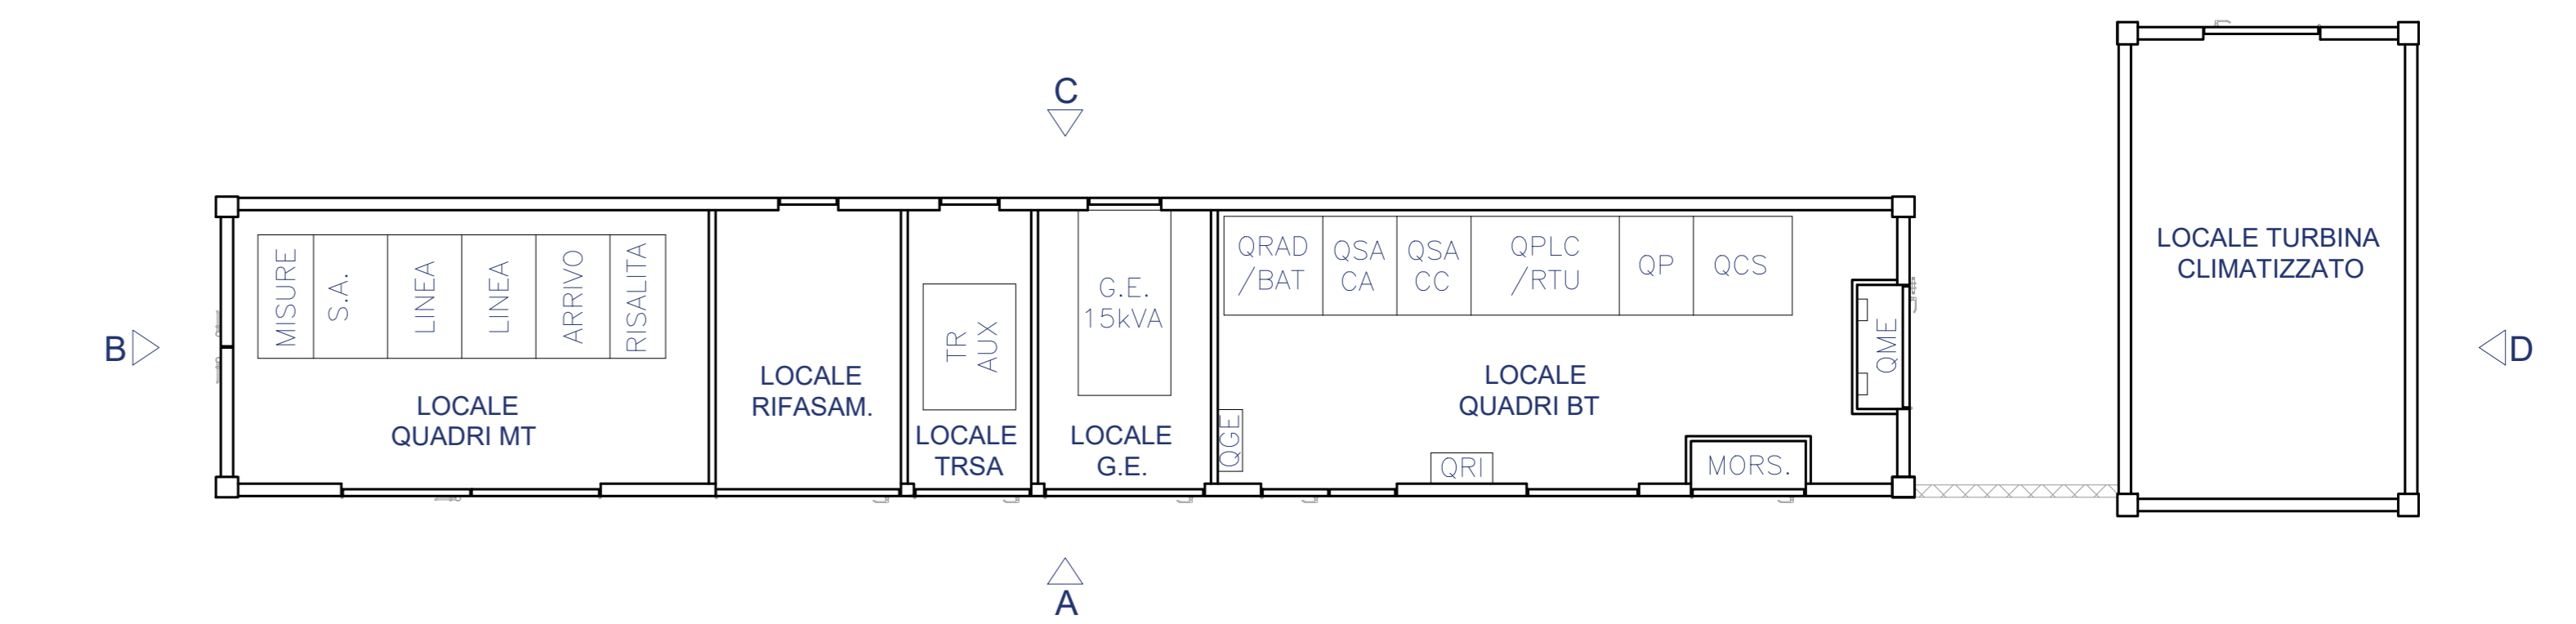 C
B
MISURE
S.A.
LINEA
LINEA
ARRIVO
RISALITA
LOCALE
QUADRI MT
LOCALE
RIFASAM.
TR
AUX
LOCALE
TRSA
G.E.
15kVA
LOCALE
G.E.
QRAD
/BAT
QSA
CA
QSA
CC
QPLC
/RTU
QP
QCS
QME
LOCALE
QUADRI BT
QGE
QRI
MORS.
LOCALE TURBINA
CLIMATIZZATO
D
A